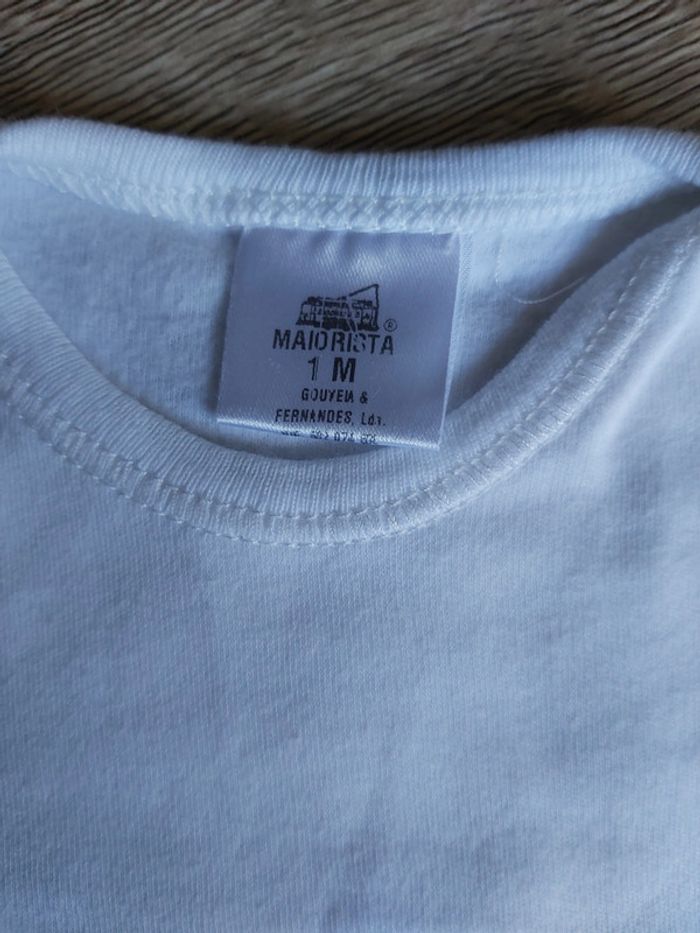 ®
MAIORISTA
1 M
GOUVEIA &
FERNANDES, Lda.